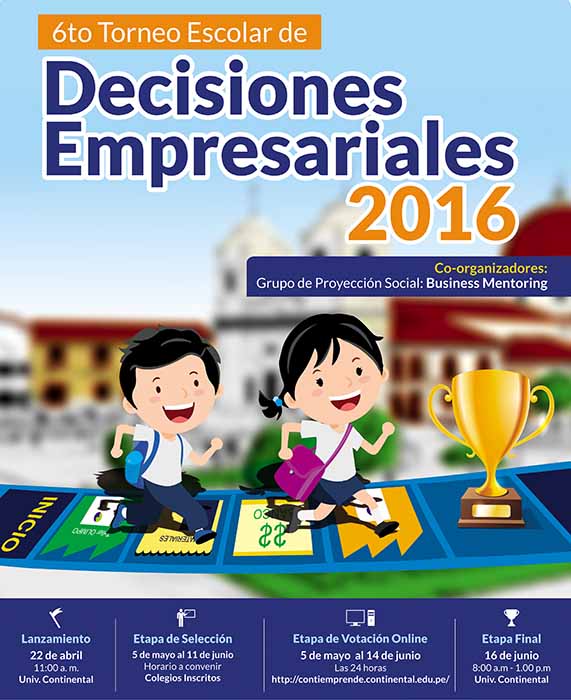 6to Torneo Escolar de
Decisiones
Empresariales
2016
Co-organizadores:
Grupo de Proyección Social: Business Mentoring
INICIO
MATERIALES
$$
Lanzamiento
22 de abril
11:00 a. m.
Univ. Continental
Etapa de Selección
5 de mayo al 11 de junio
Horario a convenir
Colegios Inscritos
Etapa de Votación Online
5 de mayo al 14 de junio
Las 24 horas
http://contiemprende.continental.edu.pe/
Etapa Final
16 de junio
8:00 a.m - 1.00 p.m
Univ. Continental